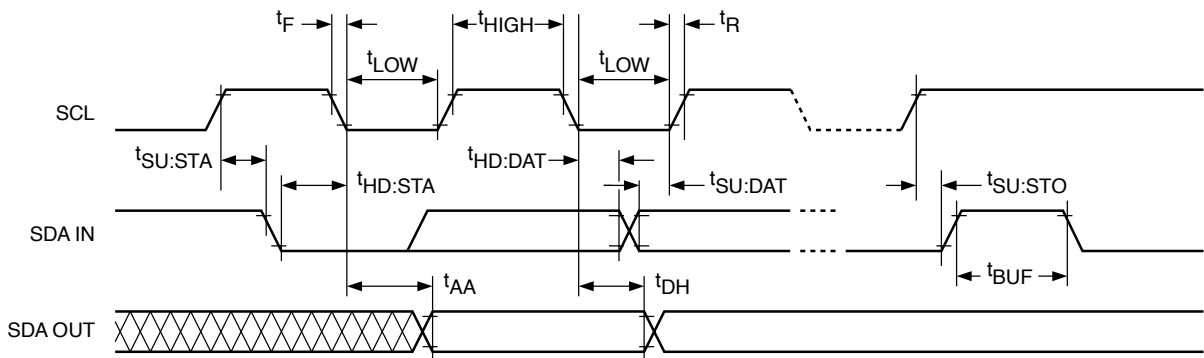 tF
tHIGH
tR
tLOW
tLOW
SCL
tSU:STA
tHD:DAT
tHD:STA
tSU:DAT
tSU:STO
SDA IN
tAA
tDH
tBUF
SDA OUT